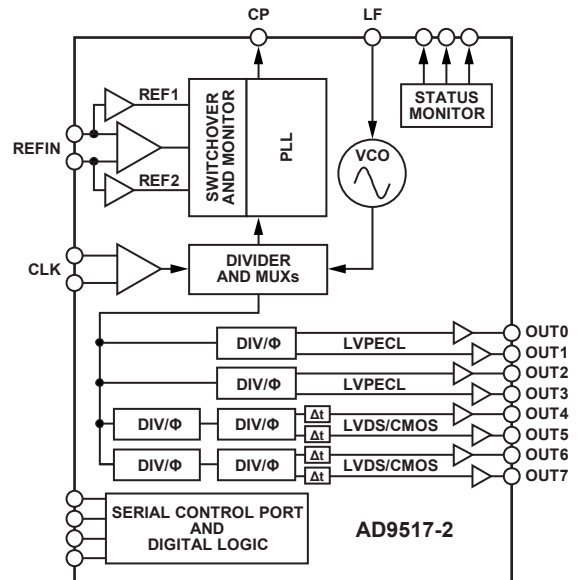 CP
LF
REF1
REFIN
REF2
SWITCHOVER
AND MONITOR
PLL
VCO
STATUS
MONITOR
CLK
DIVIDER
AND MUXs
DIV/Φ
LVPECL
OUT0
OUT1
DIV/Φ
LVPECL
OUT2
OUT3
DIV/Φ
DIV/Φ
Δt
Δt
LVDS/CMOS
OUT4
OUT5
DIV/Φ
DIV/Φ
Δt
Δt
LVDS/CMOS
OUT6
OUT7
SERIAL CONTROL PORT
AND
DIGITAL LOGIC
AD9517-2